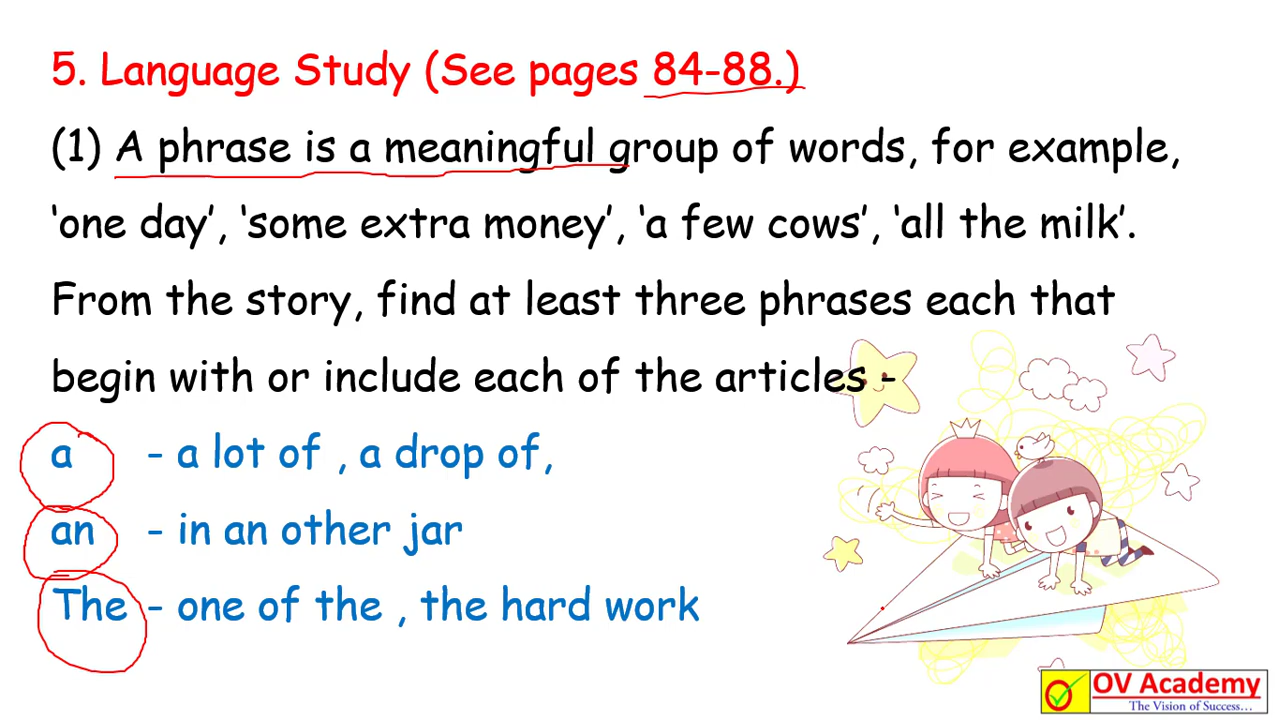 5. Language Study (See pages 84-88.)
(1) A phrase is a meaningful group of words, for example,
‘one day’, ‘some extra money’, ‘a few cows’, ‘all the milk’.
From the story, find at least three phrases each that
begin with or include each of the articles -
a - a lot of , a drop of,
an - in an other jar
The - one of the , the hard work
OV Academy
The Vision of Success...